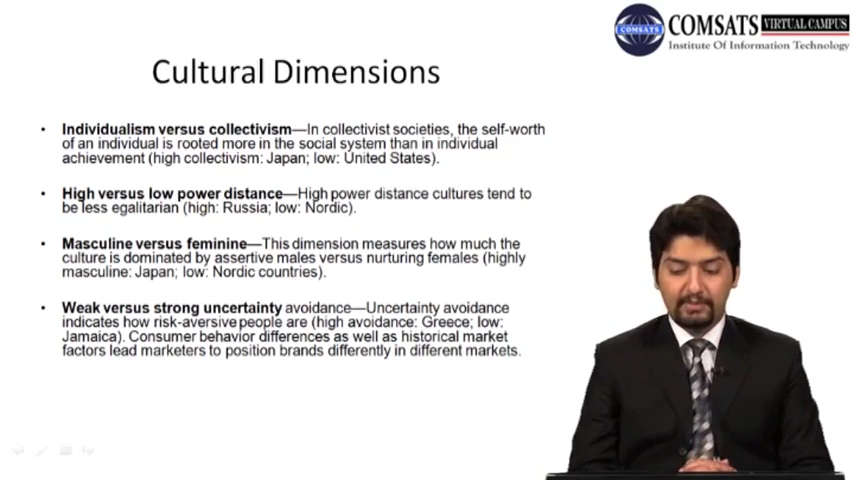 COMSATS
COMSATS VIRTUAL CAMPUS
Institute Of Information Technology
Cultural Dimensions
• Individualism versus collectivism—In collectivist societies, the self-worth
of an individual is rooted more in the social system than in individual
achievement (high collectivism: Japan; low: United States).
• High versus low power distance—High power distance cultures tend to
be less egalitarian (high: Russia; low: Nordic).
• Masculine versus feminine—This dimension measures how much the
culture is dominated by assertive males versus nurturing females (highly
masculine: Japan; low: Nordic countries).
• Weak versus strong uncertainty avoidance—Uncertainty avoidance
indicates how risk-aversive people are (high avoidance: Greece; low:
Jamaica). Consumer behavior differences as well as historical market
factors lead marketers to position brands differently in different markets.